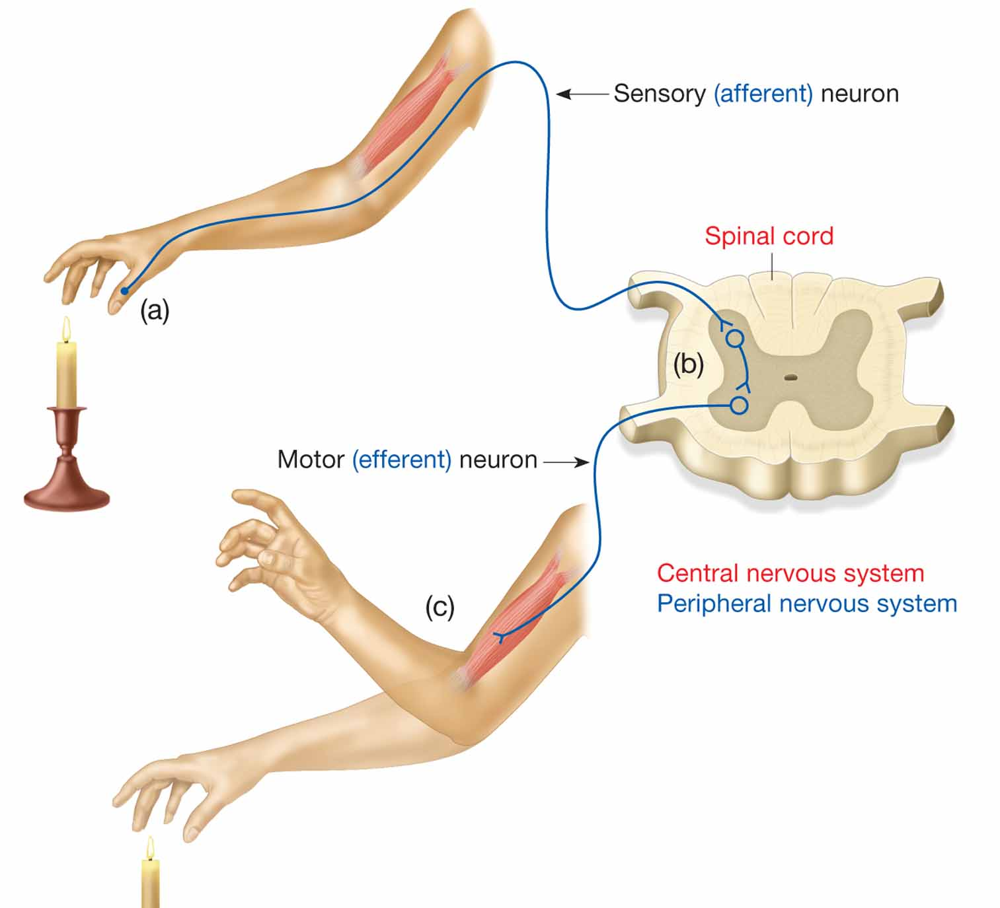 Sensory (afferent) neuron
Spinal cord
(a)
(b)
Motor (efferent) neuron
(c)
Central nervous system
Peripheral nervous system